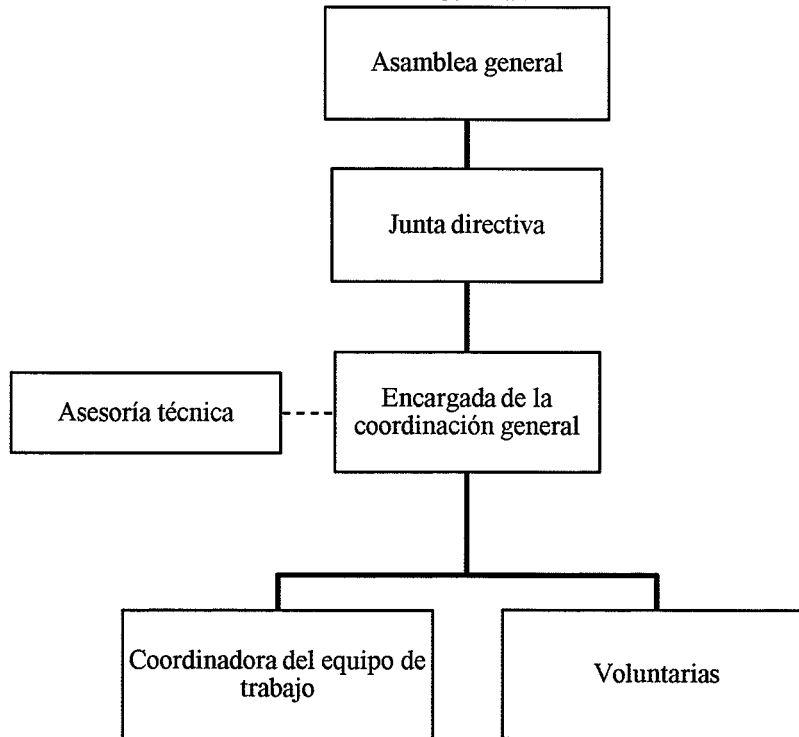 Asamblea general
Junta directiva
Asesoría técnica
Encargada de la
coordinación general
Coordinadora del equipo de
trabajo
Voluntarias